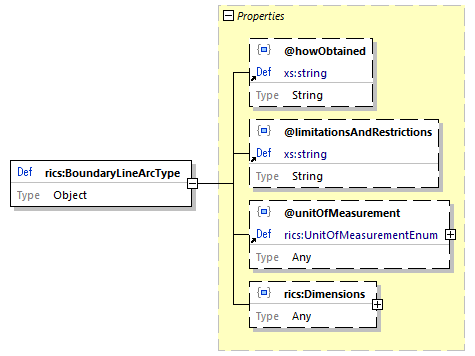 Properties
@howObtained
Def xs:string
Type String
@limitationsAndRestrictions
Def xs:string
Type String
Def rics:BoundaryLineArcType
Type Object
@unitOfMeasurement
Def rics:UnitOfMeasurementEnum
Type Any
rics:Dimensions
Type Any